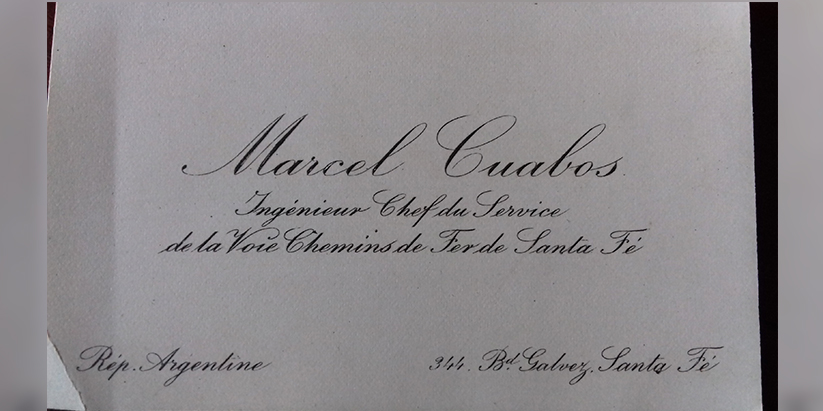 Marcel Cuabos
Ingénieur Chef du Service
de la Voie Chemins de Fer de Santa Fé
Rép. Argentine
344. Bd. Galvez, Santa Fé